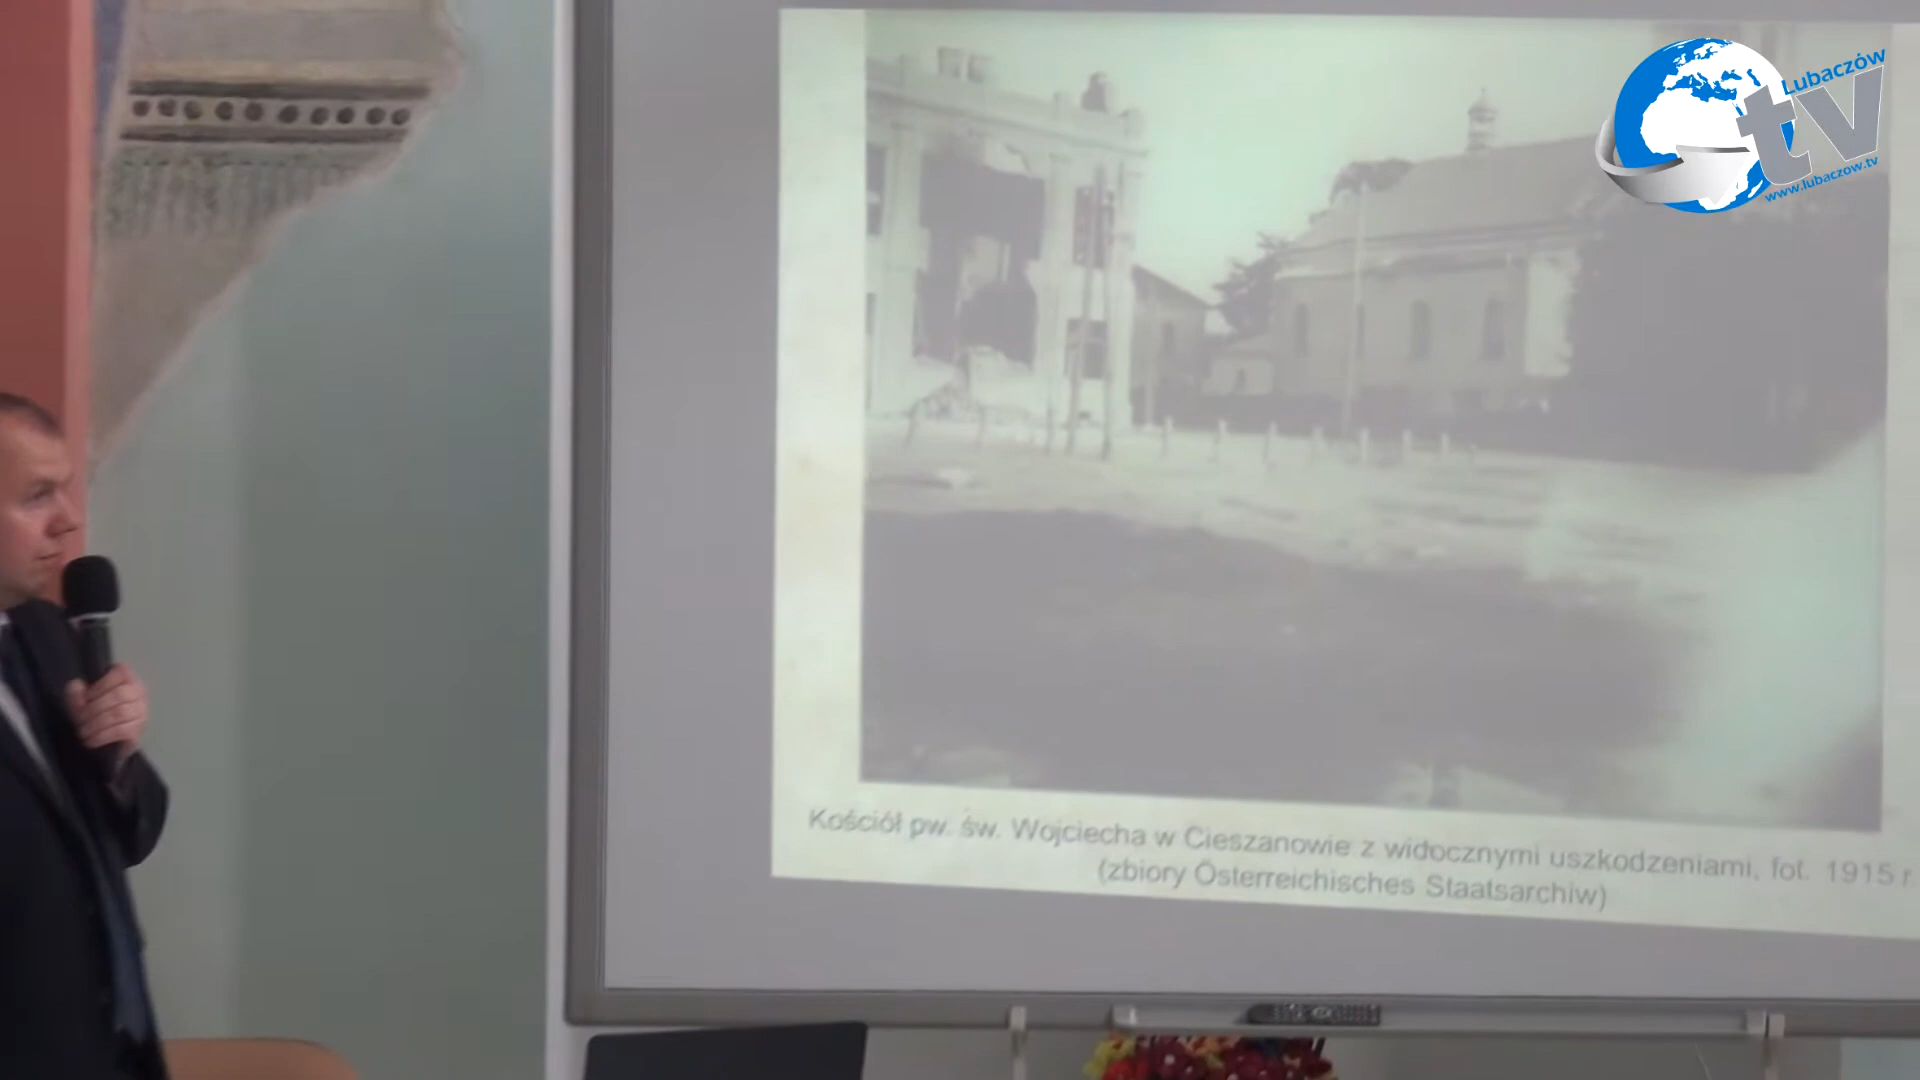 Lubaczów
tv
www.lubaczow.tv
Kościół pw. św. Wojciecha w Cieszanowie z widocznymi uszkodzeniami, fot. 1915 r.
(zbiory Österreichisches Staatsarchiw)